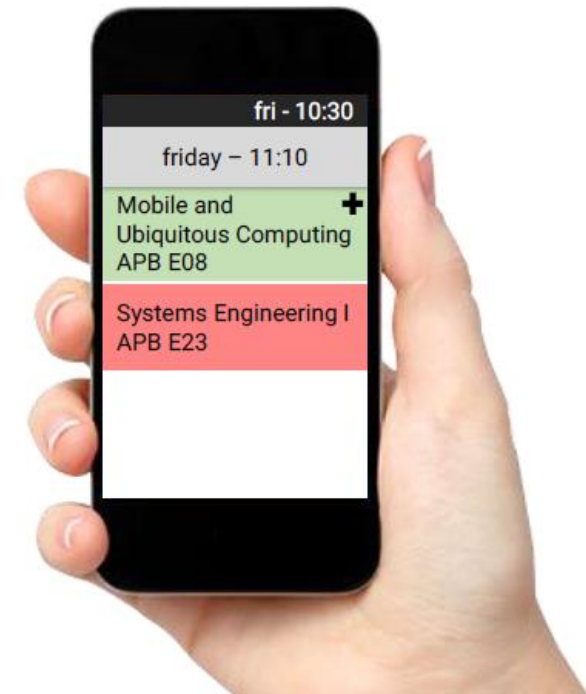 fri - 10:30
friday – 11:10
Mobile and
Ubiquitous Computing
APB E08
Systems Engineering I
APB E23